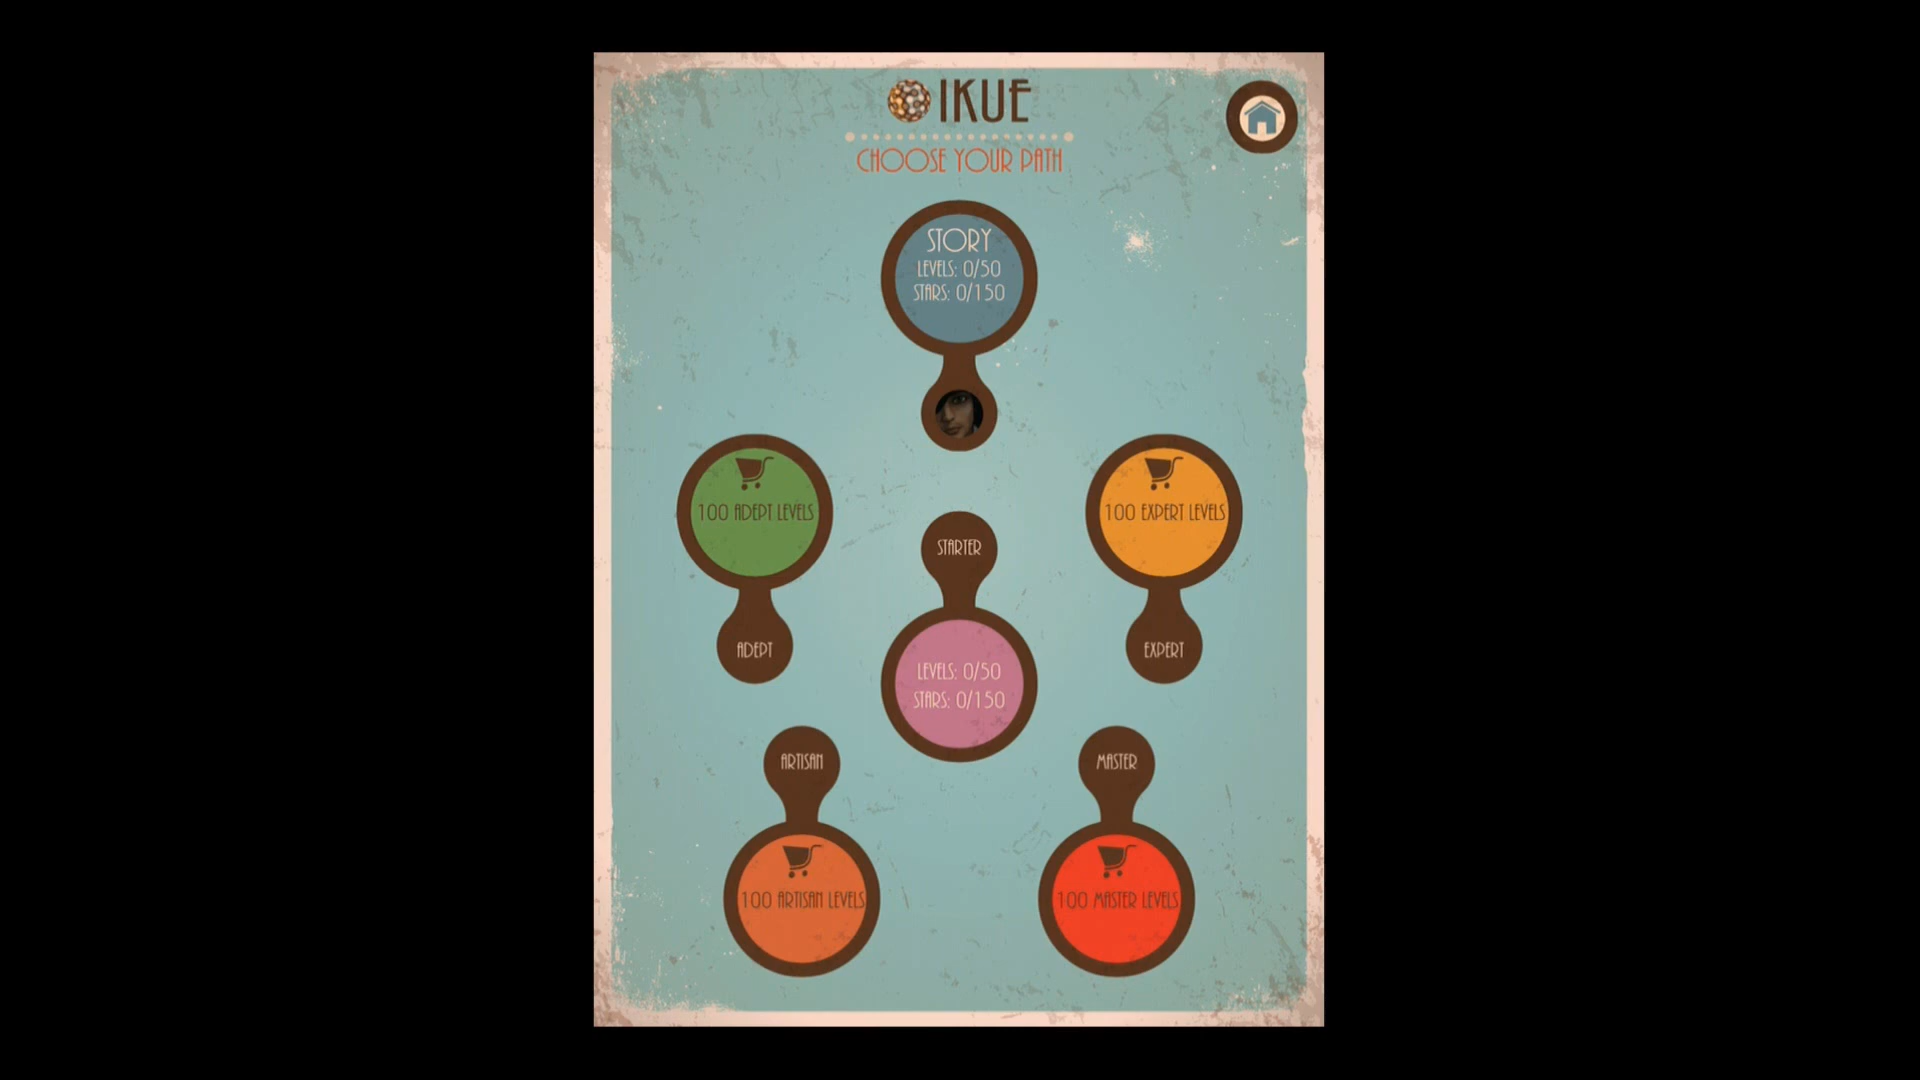 IKUE
CHOOSE YOUR PATH
STORY
LEVELS: 0/50
STARS: 0/150
100 ADEPT LEVELS
ADEPT
100 EXPERT LEVELS
EXPERT
STARTER
LEVELS: 0/50
STARS: 0/150
ARTISAN
100 ARTISAN LEVELS
MASTER
100 MASTER LEVELS